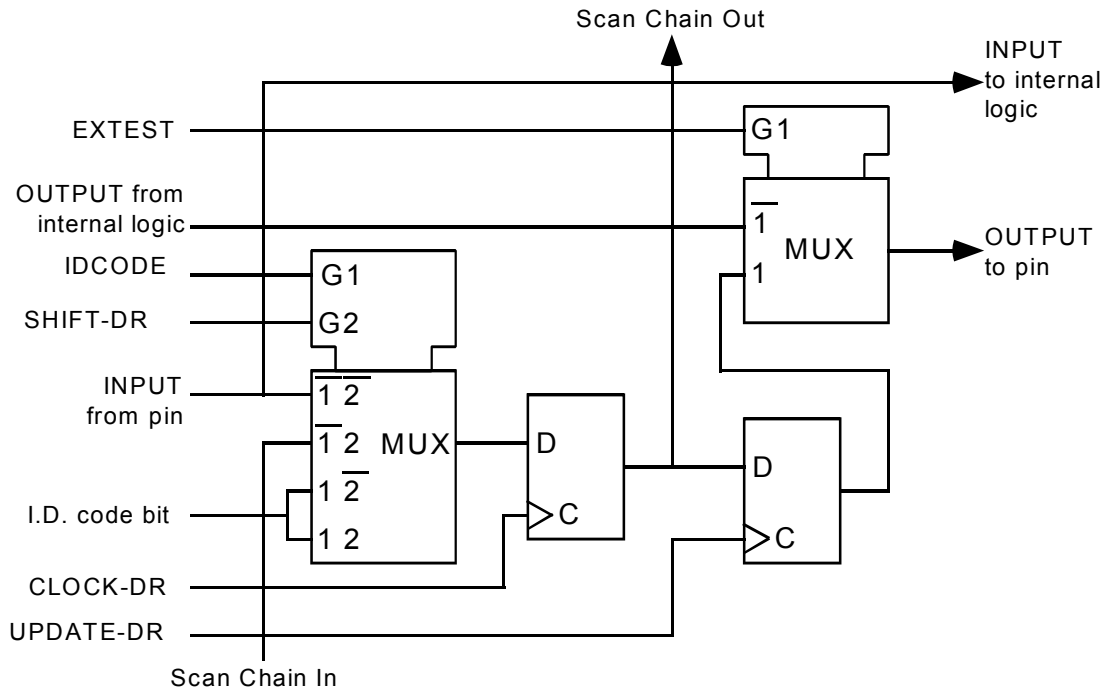 Scan Chain Out
INPUT
to internal
logic
EXTEST
G1
OUTPUT from
internal logic
1̅
MUX
OUTPUT
to pin
IDCODE
G1
1
SHIFT-DR
G2
INPUT
from pin
1̅ 2̅
1̅ 2
MUX
D
D
1 2̅
I.D. code bit
1 2
C
C
CLOCK-DR
UPDATE-DR
Scan Chain In